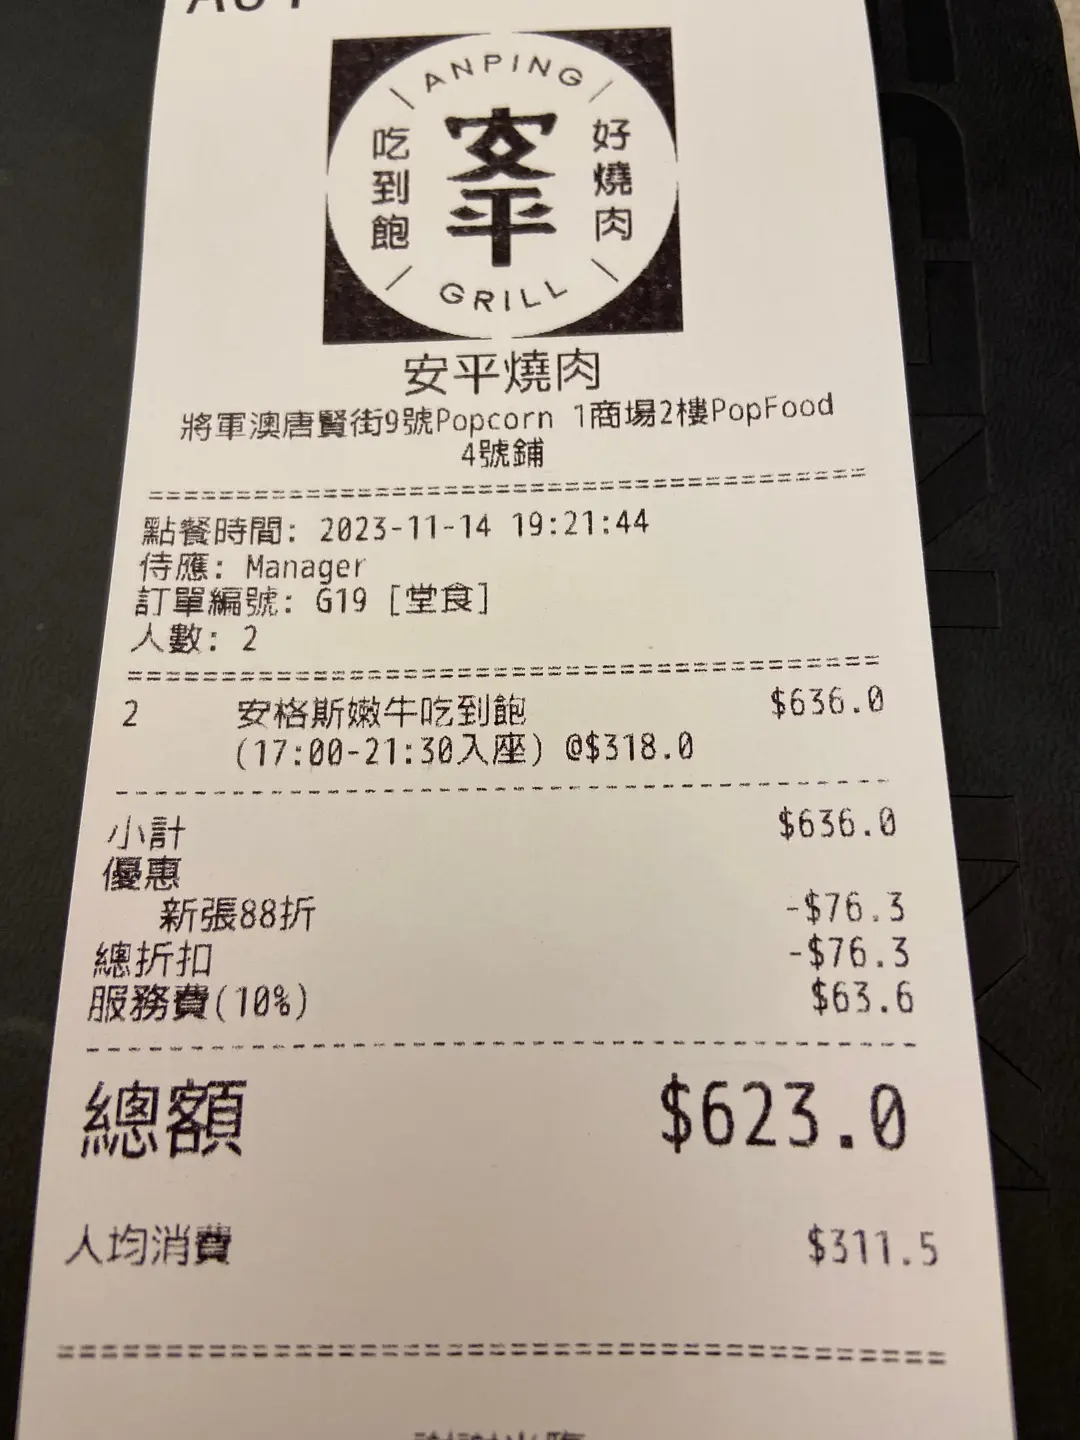 ANPING
吃到飽
安平
好燒肉
GRILL
安平燒肉
將軍澳唐賢街9號Popcorn 1商場2樓PopFood
4號鋪
點餐時間: 2023-11-14 19:21:44
侍應: Manager
訂單編號: G19 [堂食]
人數: 2
2 安格斯嫩牛吃到飽 $636.0
(17:00-21:30入座) @$318.0
小計 $636.0
優惠
新張88折 -$76.3
總折扣 -$76.3
服務費(10%) $63.6
總額 $623.0
人均消費 $311.5